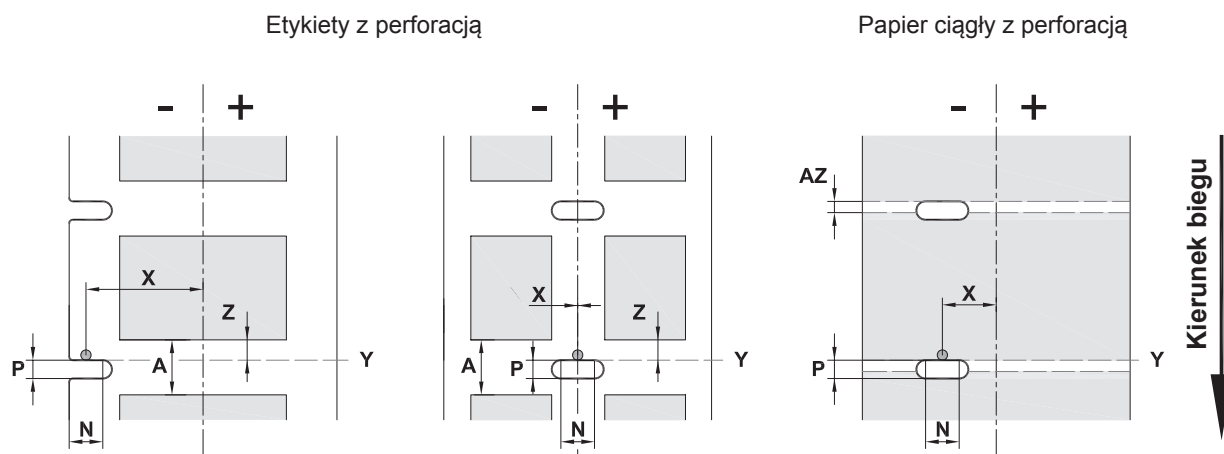 Etykiety z perforacją
Papier ciągły z perforacją
- +
- +
- +
AZ
X
X
X
Z
Z
P
A
Y
A
P
Y
P
Y
N
N
N
Kierunek biegu